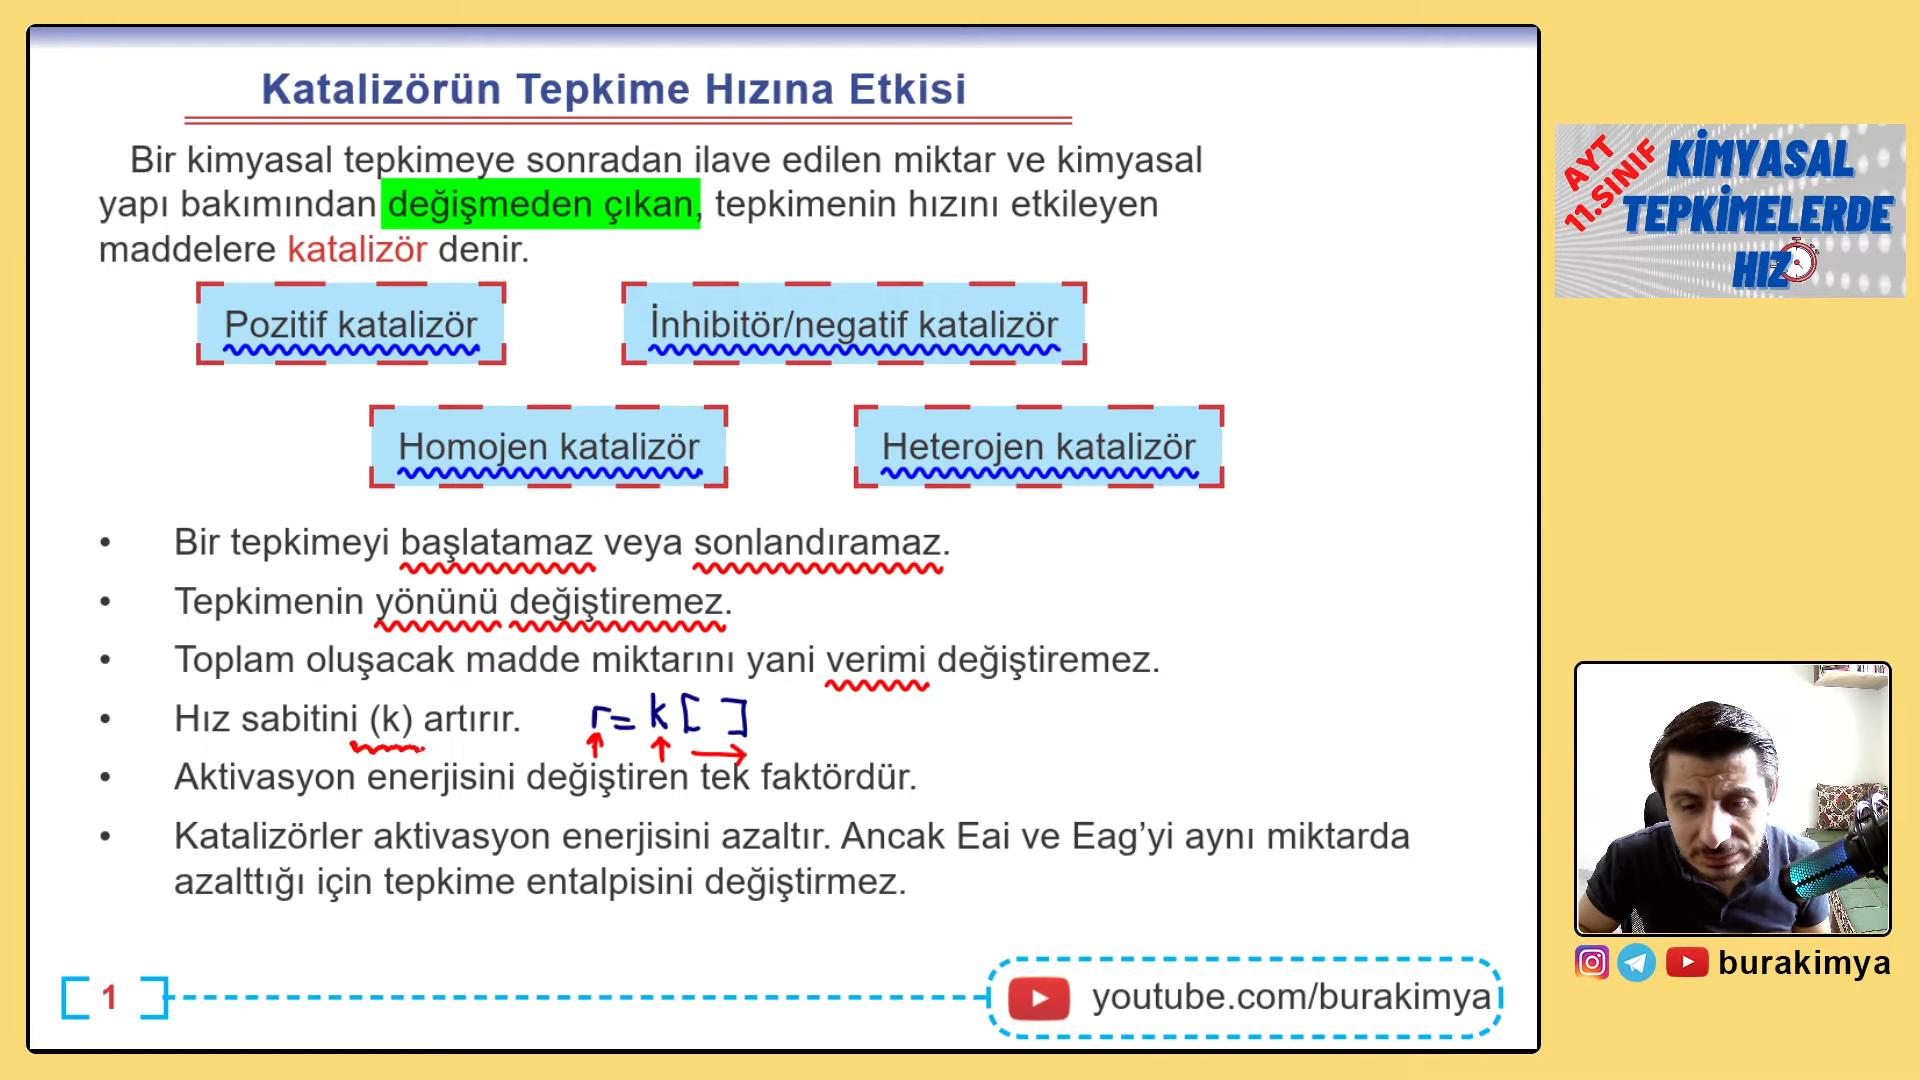 Katalizörün Tepkime Hızına Etkisi
Bir kimyasal tepkimeye sonradan ilave edilen miktar ve kimyasal
yapı bakımından değişmeden çıkan, tepkimenin hızını etkileyen
maddelere katalizör denir.
Pozitif katalizör
İnhibitör/negatif katalizör
Homojen katalizör
Heterojen katalizör
• Bir tepkimeyi başlatamaz veya sonlandıramaz.
• Tepkimenin yönünü değiştiremez.
• Toplam oluşacak madde miktarını yani verimi değiştiremez.
• Hız sabitini (k) artırır. r = k [ ]
• Aktivasyon enerjisini değiştiren tek faktördür.
• Katalizörler aktivasyon enerjisini azaltır. Ancak Eai ve Eag’yi aynı miktarda
azalttığı için tepkime entalpisini değiştirmez.
1
youtube.com/burakimya
AYT
11.SINIF
KİMYASAL
TEPKİMELERDE
HIZ
burakimya